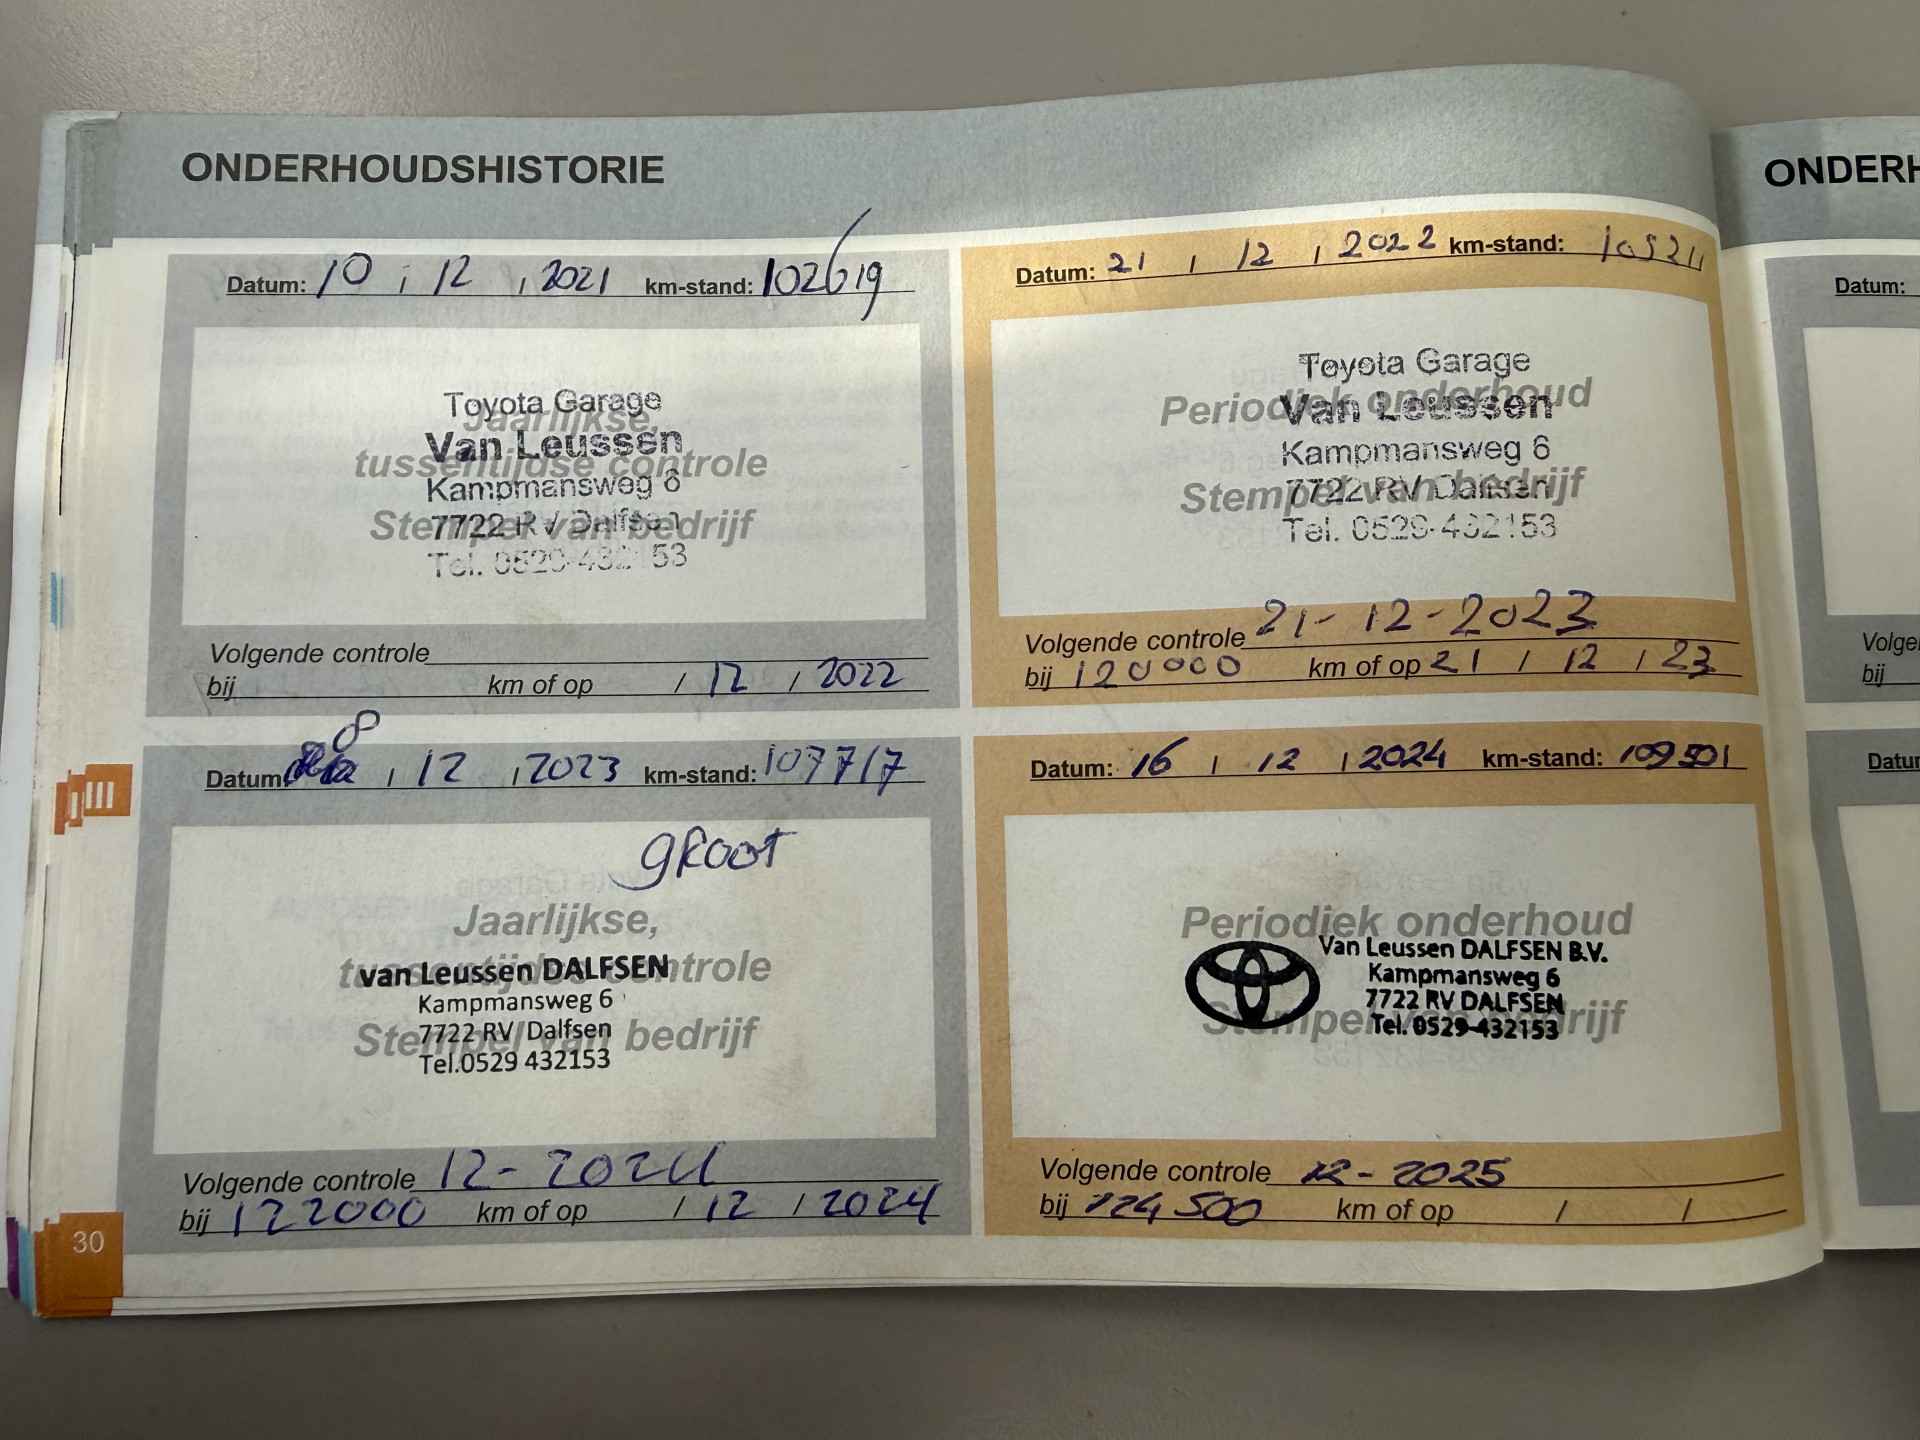 ONDERHOUDSHISTORIE
Datum: 10 / 12 / 2021 km-stand: 102619
Toyota Garage
Jaarlijkse,
Van Leussen
tussentijdse controle
Kampmansweg 6
7722 RV Dalfsen
Stempel van bedrijf
Tel. 0529-432153
Volgende controle
bij km of op / 12 / 2022
Datum: 21 / 12 / 2022 km-stand:
Toyota Garage
Periodiek onderhoud
Van Leussen
Kampmansweg 6
7722 RV Dalfsen
Stempel van bedrijf
Tel. 0529-432153
Volgende controle 21-12-2023
bij 120000 km of op 21 / 12 / 23
Datum: 8 / 12 / 2023 km-stand: 107717
groot
Jaarlijkse,
van Leussen DALFSEN
tussentijdse controle
Kampmansweg 6
7722 RV Dalfsen
Stempel van bedrijf
Tel.0529 432153
Volgende controle 12-2024
bij 122000 km of op / 12 / 2024
Datum: 16 / 12 / 2024 km-stand: 109501
Periodiek onderhoud
Van Leussen DALFSEN B.V.
Kampmansweg 6
7722 RV DALFSEN
Stempel van bedrijf
Tel. 0529-432153
Volgende controle 12-2025
bij 124500 km of op / /
30
ONDERH
Datum:
Volge
bij
Datu